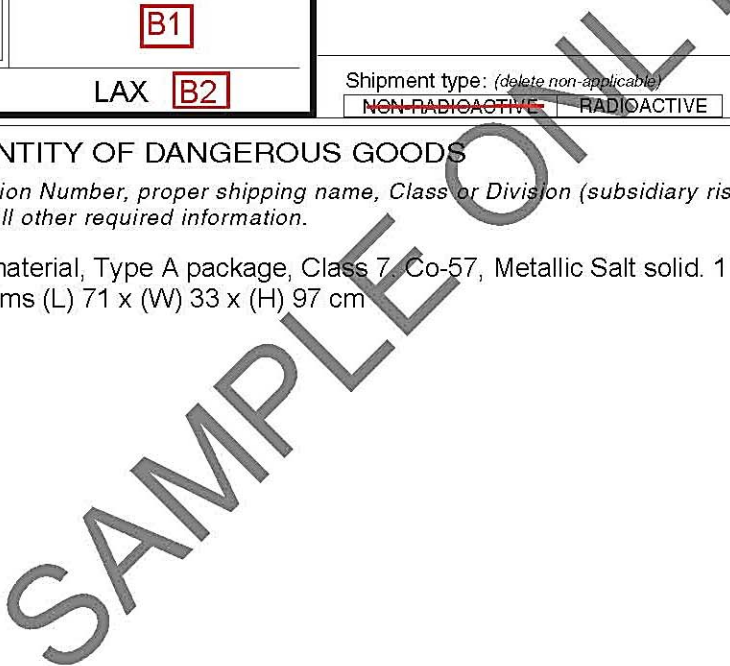 B1
LAX B2
Shipment type: (delete non-applicable)
NON-RADIOACTIVE RADIOACTIVE
NTITY OF DANGEROUS GOODS
ion Number, proper shipping name, Class or Division (subsidiary ris
ll other required information.
naterial, Type A package, Class 7. Co-57, Metallic Salt solid. 1
ms (L) 71 x (W) 33 x (H) 97 cm
SAMPLE ONL